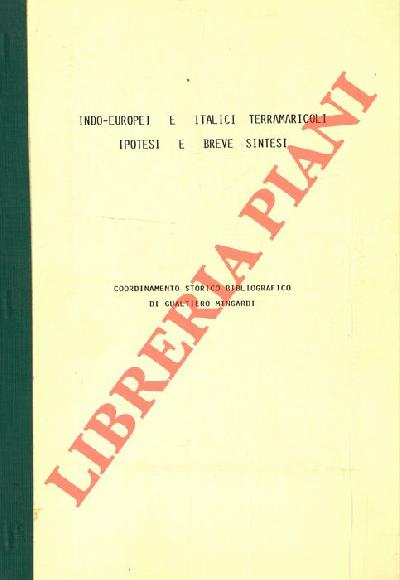 INDO-EUROPEI E ITALICI TERRAMARICOLI
IPOTESI E BREVE SINTESI
COORDINAMENTO STORICO BIBLIOGRAFICO
DI GUALTIERO MINGARDI
LIBRERIA PIANI